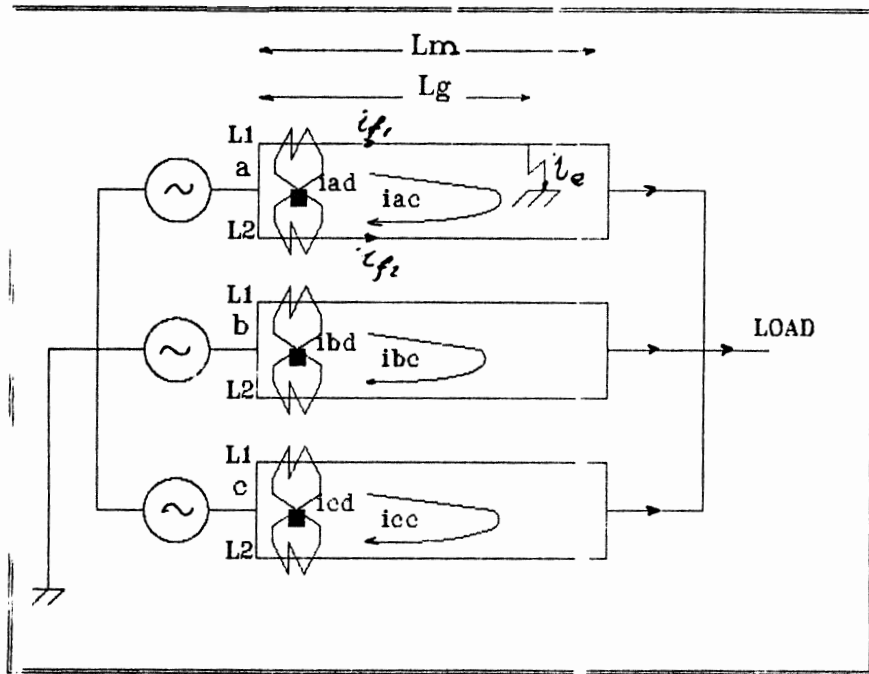 Lm
Lg
L1 if1
a iad iac ie
L2 if2
L1
b ibd ibc LOAD
L2
L1
c icd icc
L2